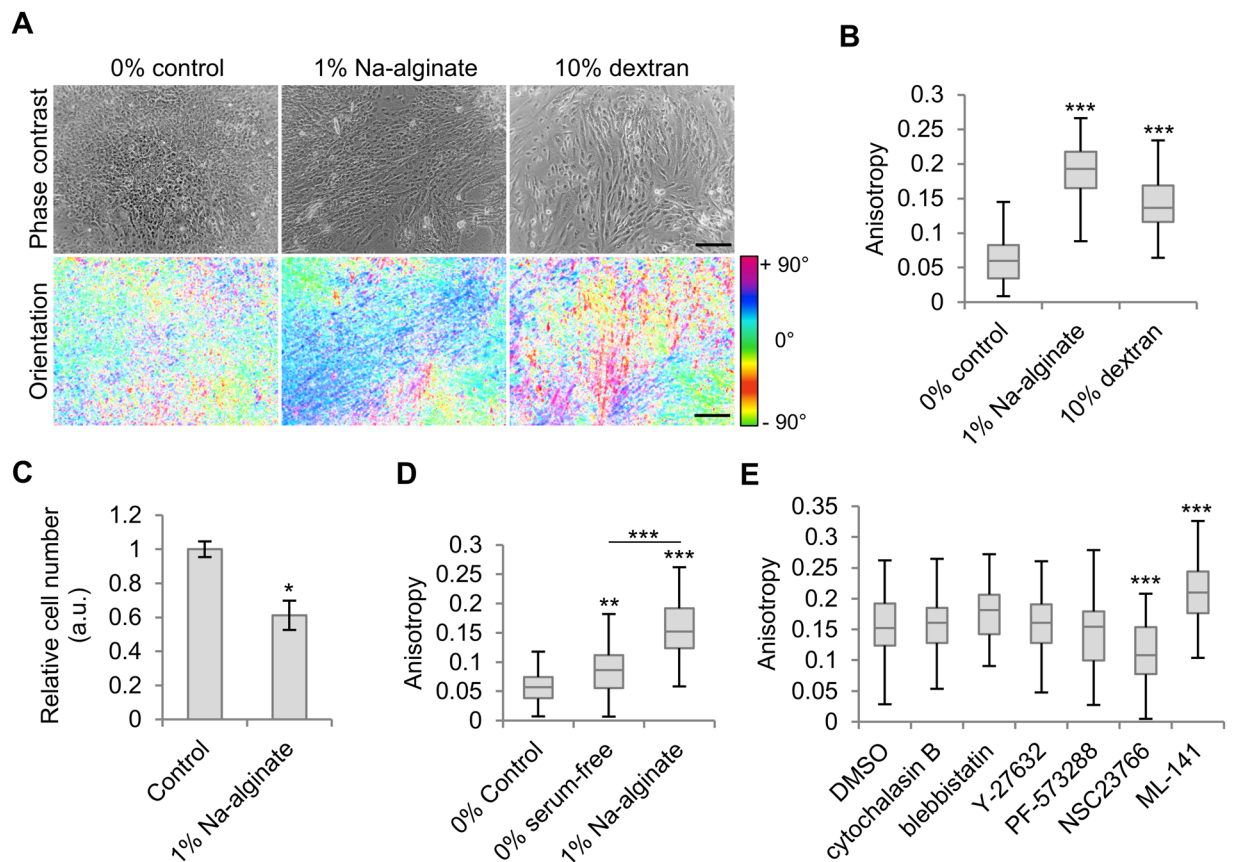 A
0% control
1% Na-alginate
10% dextran
Phase contrast
Orientation
+ 90°
0°
- 90°
B
Anisotropy
0.3
0.25
0.2
0.15
0.1
0.05
0
***
***
0% control
1% Na-alginate
10% dextran
C
Relative cell number
(a.u.)
1.2
1
0.8
0.6
0.4
0.2
0
*
Control
1% Na-alginate
D
Anisotropy
0.3
0.25
0.2
0.15
0.1
0.05
0
***
**
***
0% Control
0% serum-free
1% Na-alginate
E
Anisotropy
0.35
0.3
0.25
0.2
0.15
0.1
0.05
0
***
***
DMSO
cytochalasin B
blebbistatin
Y-27632
PF-573288
NSC23766
ML-141